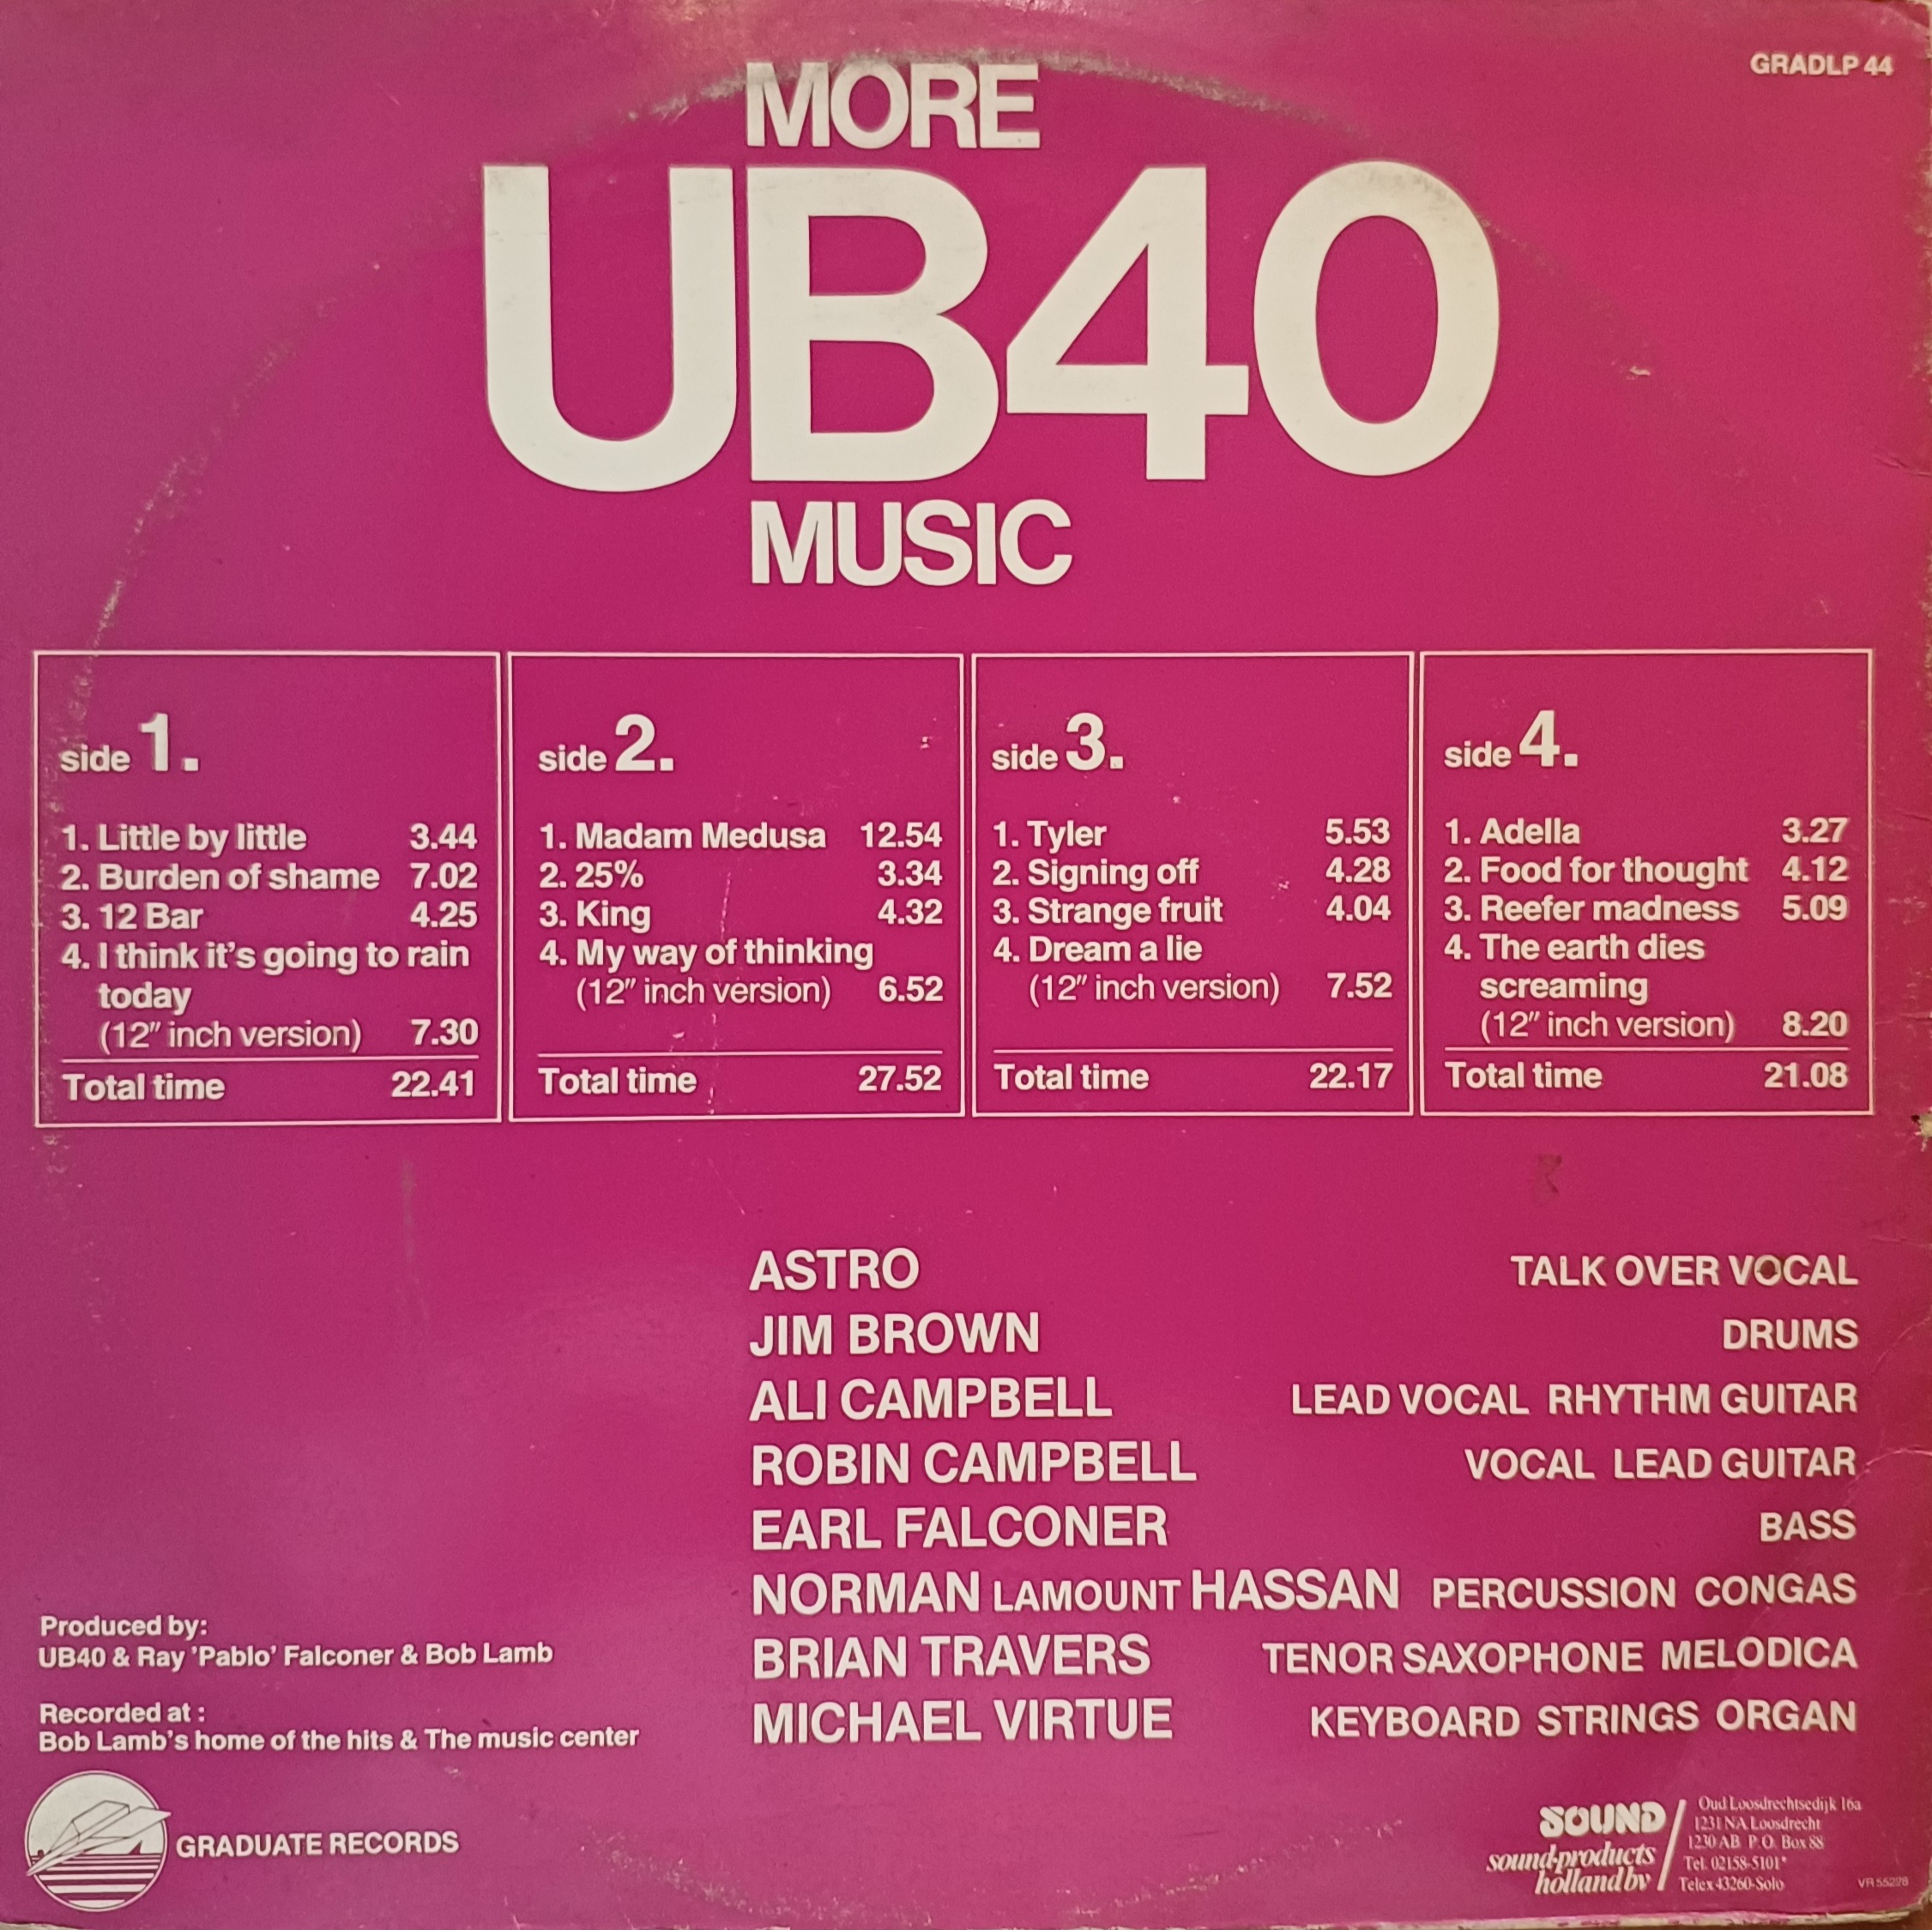 GRADLP 44
MORE
UB40
MUSIC
side 1.
1. Little by little 3.44
2. Burden of shame 7.02
3. 12 Bar 4.25
4. I think it's going to rain
today
(12" inch version) 7.30
Total time 22.41
side 2.
1. Madam Medusa 12.54
2. 25% 3.34
3. King 4.32
4. My way of thinking
(12" inch version) 6.52
Total time 27.52
side 3.
1. Tyler 5.53
2. Signing off 4.28
3. Strange fruit 4.04
4. Dream a lie
(12" inch version) 7.52
Total time 22.17
side 4.
1. Adella 3.27
2. Food for thought 4.12
3. Reefer madness 5.09
4. The earth dies
screaming
(12" inch version) 8.20
Total time 21.08
ASTRO TALK OVER VOCAL
JIM BROWN DRUMS
ALI CAMPBELL LEAD VOCAL RHYTHM GUITAR
ROBIN CAMPBELL VOCAL LEAD GUITAR
EARL FALCONER BASS
NORMAN LAMOUNT HASSAN PERCUSSION CONGAS
BRIAN TRAVERS TENOR SAXOPHONE MELODICA
MICHAEL VIRTUE KEYBOARD STRINGS ORGAN
Produced by:
UB40 & Ray 'Pablo' Falconer & Bob Lamb
Recorded at :
Bob Lamb's home of the hits & The music center
GRADUATE RECORDS
SOUND
sound-products
holland bv
Oud Loosdrechtsedijk 16a
1231 NA Loosdrecht
1230 AB P.O. Box 88
Tel. 02158-5101*
Telex 43260-Solo
VR 55228